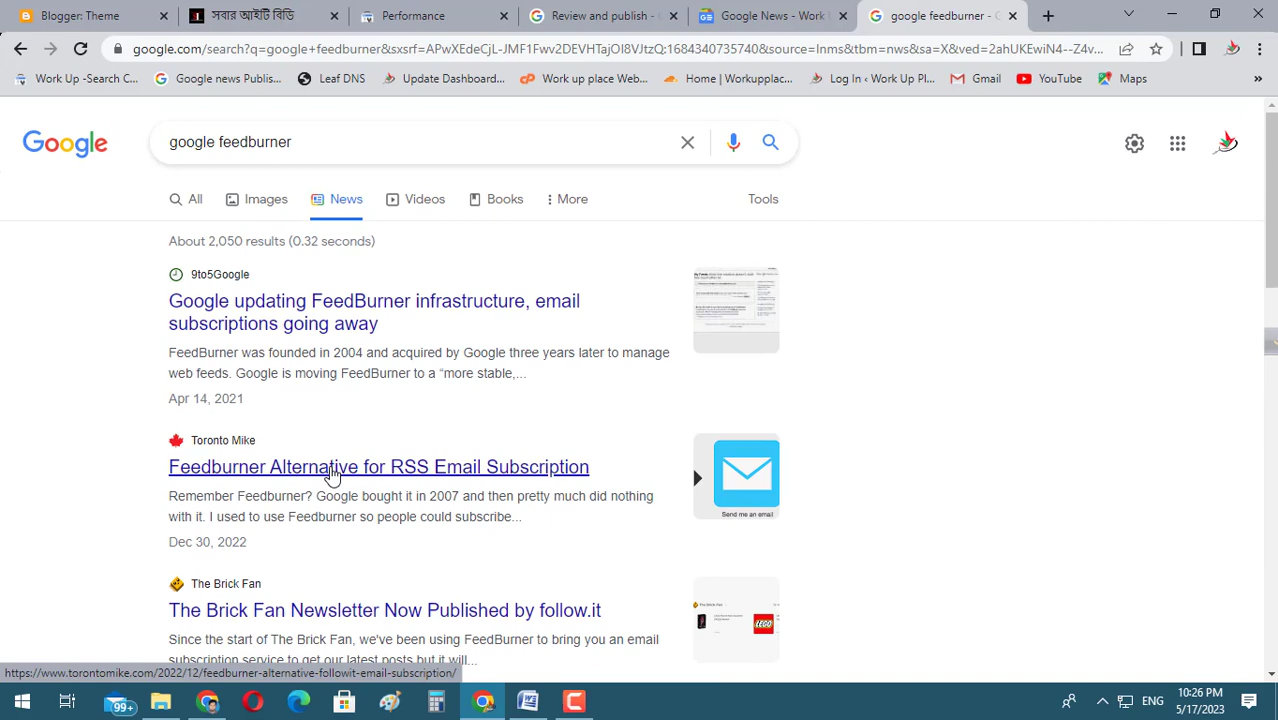 Blogger: Theme
সবার আইটি বিডি
Performance
Review and publish -
Google News - Work
google feedburner - G
google.com/search?q=google+feedburner&sxsrf=APwXEdeCjL-JMF1Fwv2DEVHTajOI8VJtzQ:1684340735740&source=lnms&tbm=nws&sa=X&ved=2ahUKEwiN4--Z4v...
Work Up -Search C...
Google news Publis...
Leaf DNS
Update Dashboard...
Work up place Web...
Home | Workupplac...
Log In ‹ Work Up Pl...
Gmail
YouTube
Maps
»
Google
google feedburner
All
Images
News
Videos
Books
More
Tools
About 2,050 results (0.32 seconds)
9to5Google
Google updating FeedBurner infrastructure, email
subscriptions going away
FeedBurner was founded in 2004 and acquired by Google three years later to manage
web feeds. Google is moving FeedBurner to a “more stable,...
Apr 14, 2021
Toronto Mike
Feedburner Alternative for RSS Email Subscription
Remember Feedburner? Google bought it in 2007 and then pretty much did nothing
with it. I used to use Feedburner so people could subscribe...
Send me an email
Dec 30, 2022
The Brick Fan
The Brick Fan Newsletter Now Published by follow.it
LEGO
Since the start of The Brick Fan, we've been using FeedBurner to bring you an email
subscription service to get our latest posts but it will...
https://www.torontomike.com/2022/12/feedburner-alternative-followit-email-subscription/
99+
ENG
10:26 PM
5/17/2023